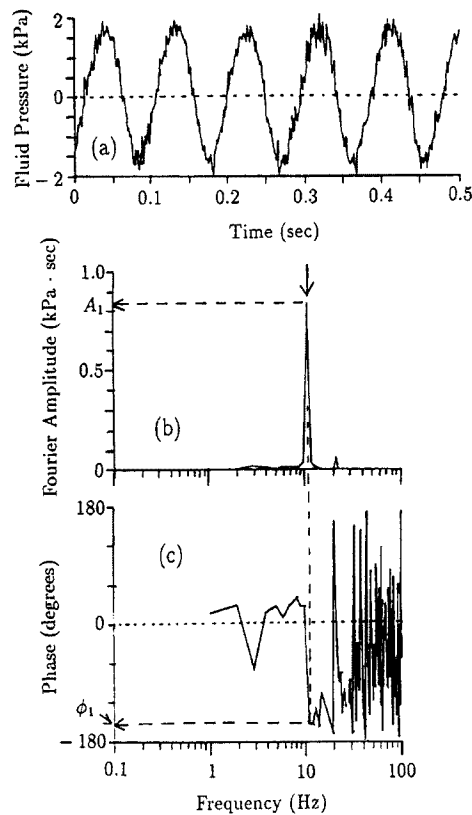 Fluid Pressure (kPa)
2
0
− 2
(a)
0 0.1 0.2 0.3 0.4 0.5
Time (sec)
Fourier Amplitude (kPa · sec)
1.0
A₁
0.5
0
(b)
Phase (degrees)
180
0
ϕ₁
− 180
(c)
0.1 1 10 100
Frequency (Hz)